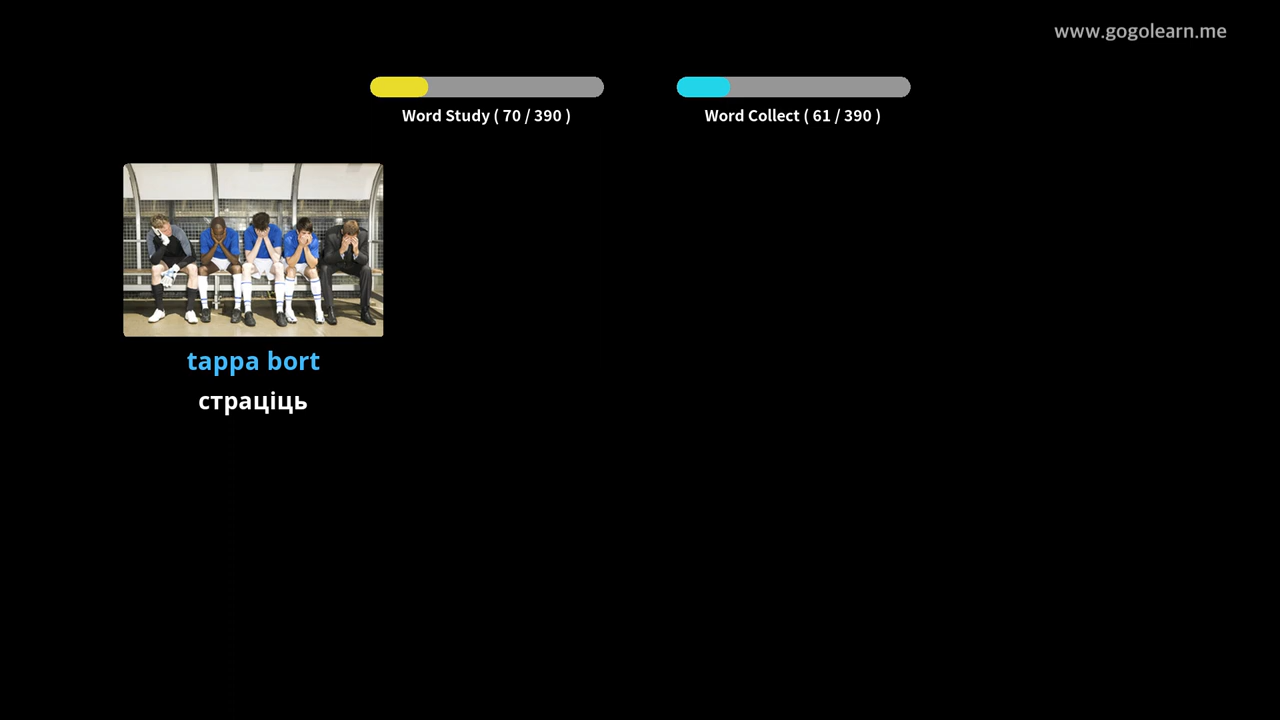 www.gogolearn.me
Word Study ( 70 / 390 )
Word Collect ( 61 / 390 )
tappa bort
страціць